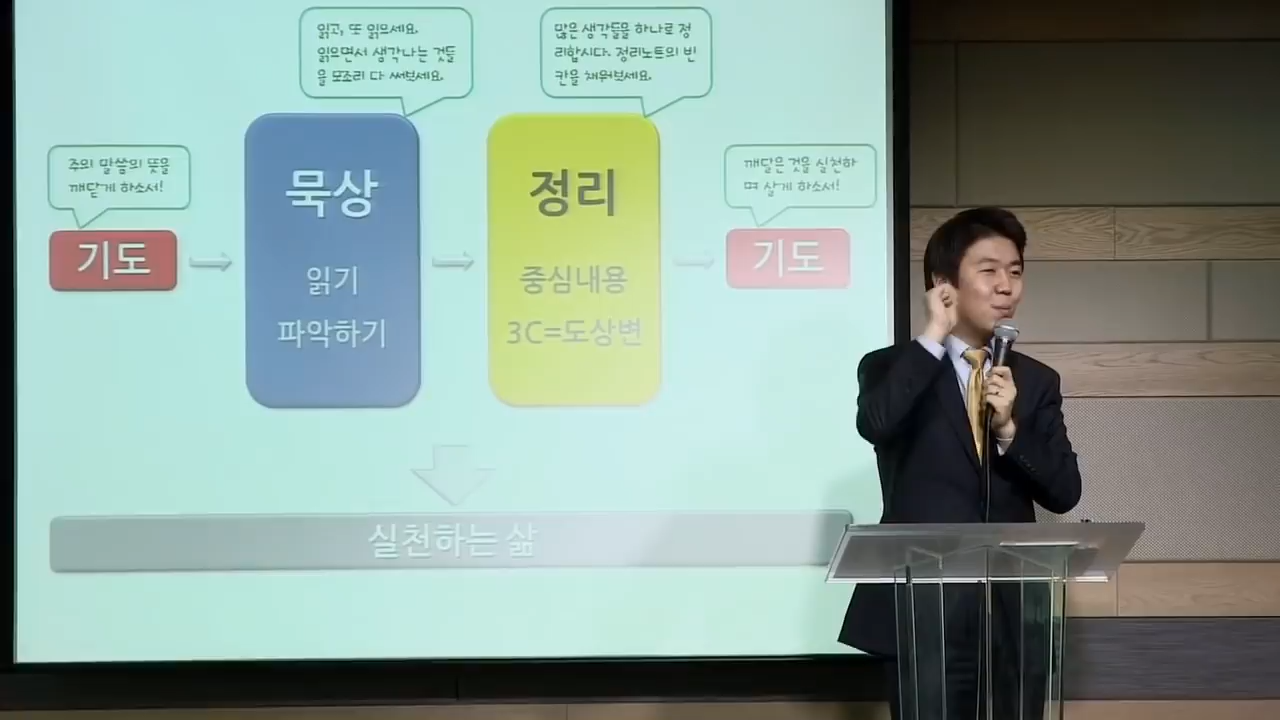 읽고, 또 읽으세요.
읽으면서 생각나는 것들
을 모조리 다 써보세요.
많은 생각들을 하나로 정
리합시다. 정리노트의 빈
칸을 채워보세요.
주의 말씀의 뜻을
깨닫게 하소서!
깨달은 것을 실천하
며 살게 하소서!
기도
묵상
읽기
파악하기
정리
중심내용
3C=도상변
기도
실천하는 삶